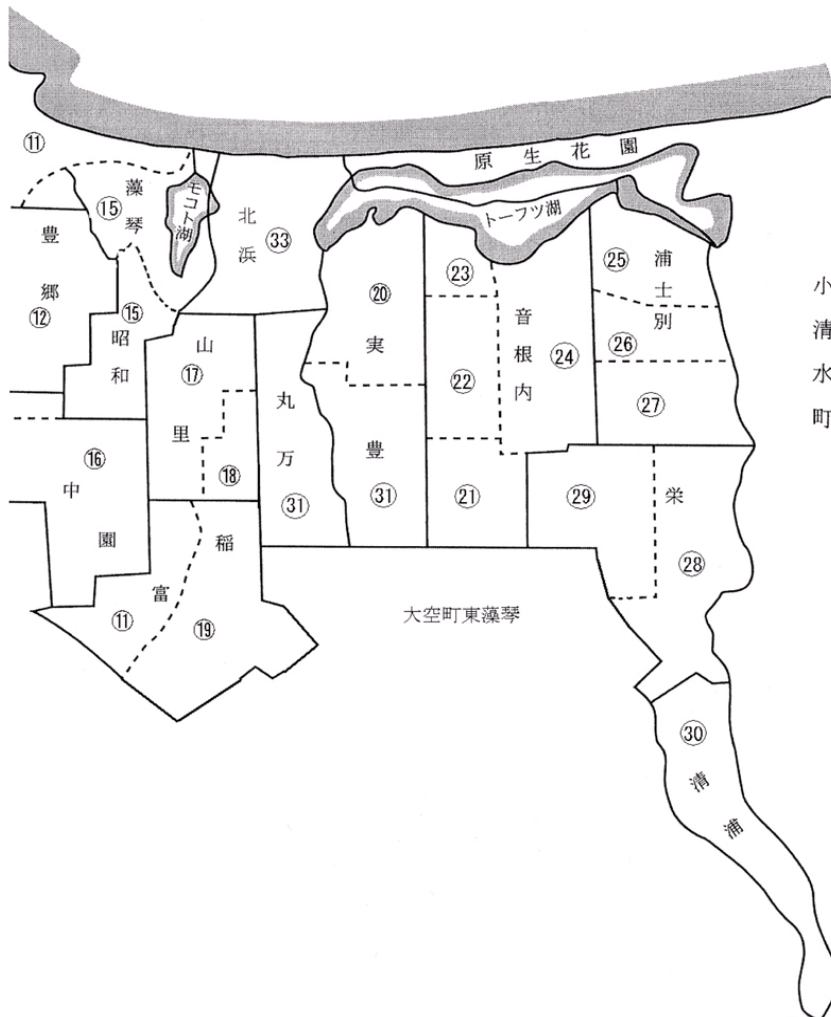 原生花園
⑪
藻琴
⑮
モコト湖
北浜
㉝
トーフツ湖
豊郷
⑫
⑮
昭和
⑳
実豊
㉓
音根内
㉔
㉕
浦士別
㉖
小清水町
山里
⑰
⑱
丸万
㉛
㉒
㉗
⑯
中園
㉛
㉑
㉙
栄
㉘
稲富
⑪
⑲
大空町東藻琴
㉚
清浦